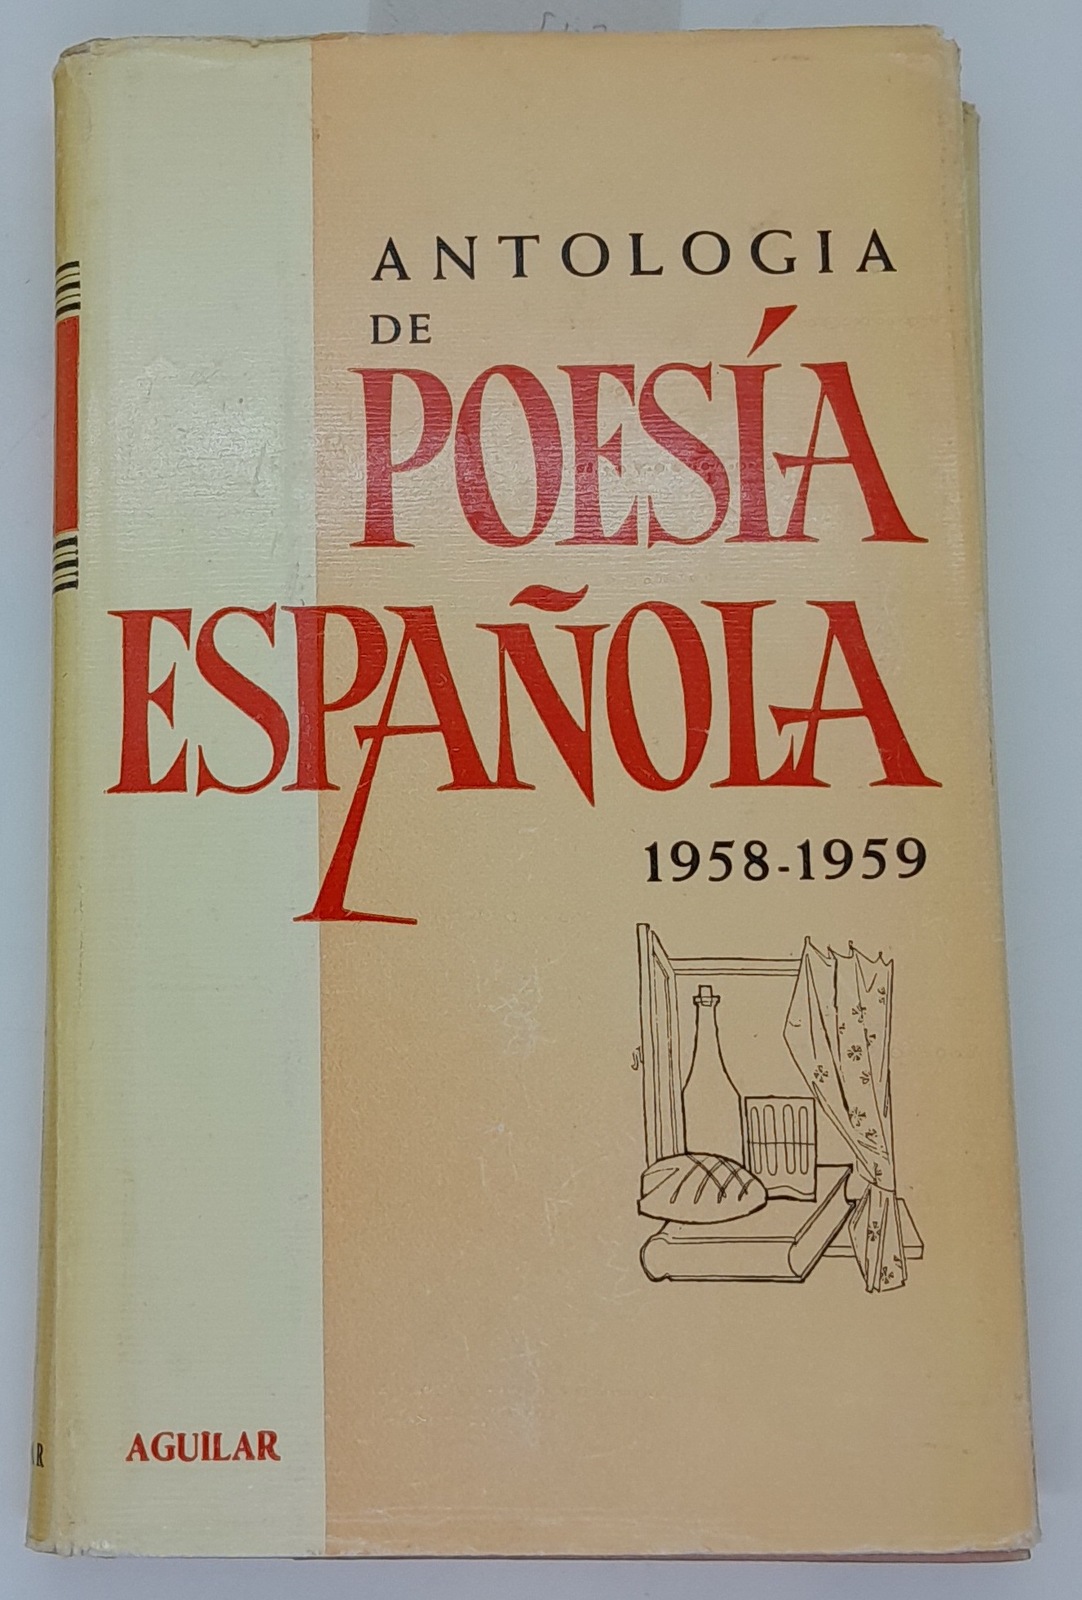 ANTOLOGIA
DE
POESÍA
ESPAÑOLA
1958-1959
AGUILAR